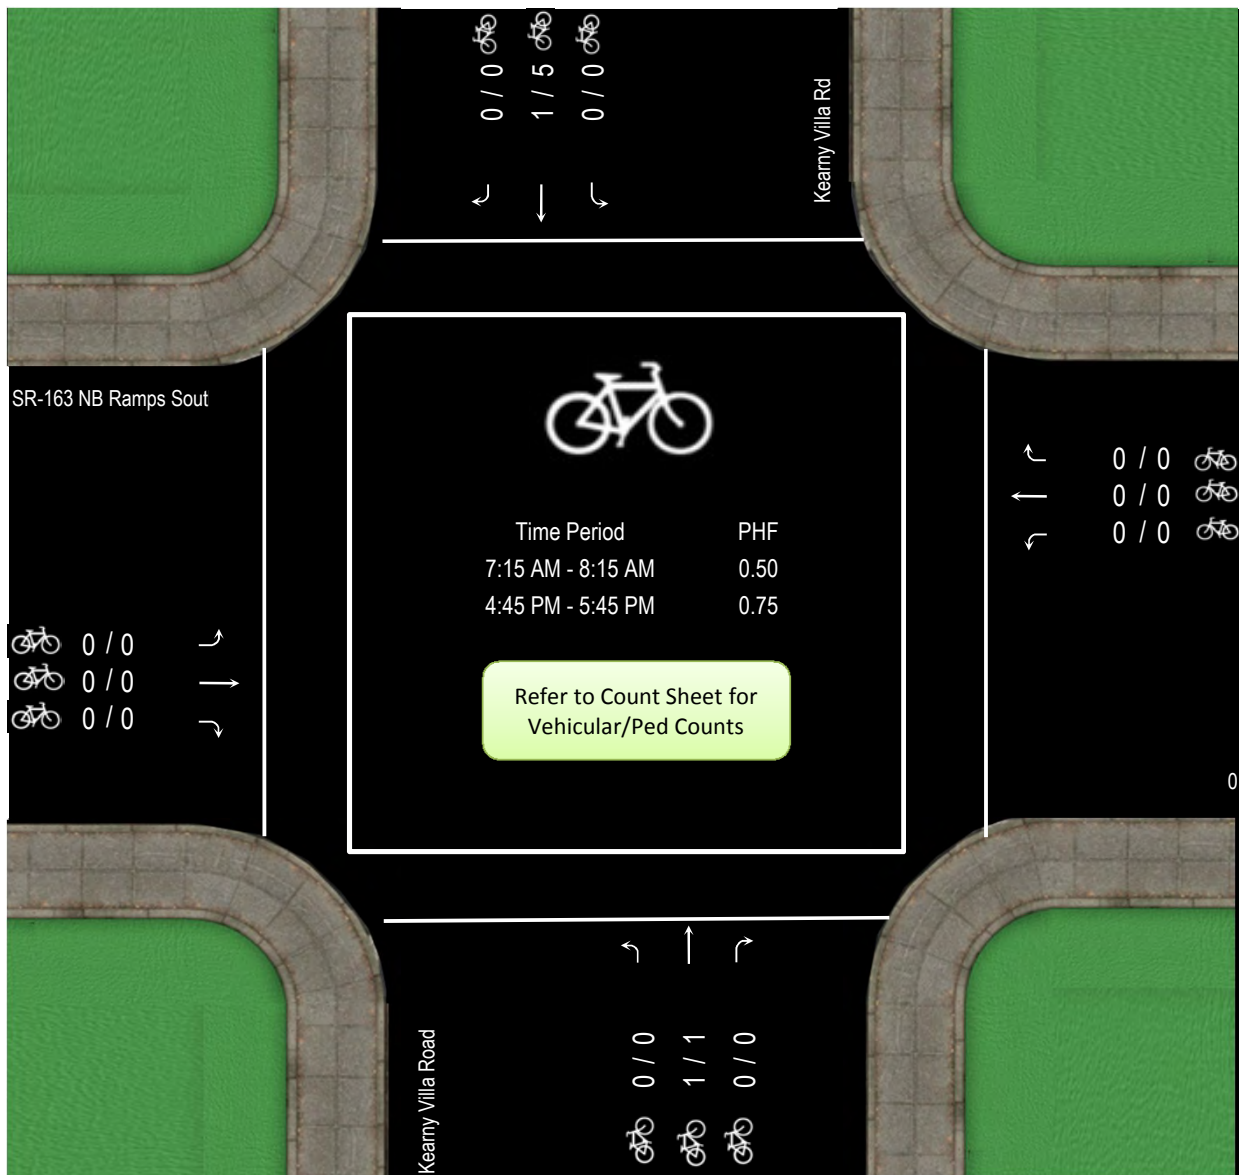 0 / 0
1 / 5
0 / 0
Kearny Villa Rd
SR-163 NB Ramps Sout
0 / 0
0 / 0
0 / 0
Time Period PHF
7:15 AM - 8:15 AM 0.50
4:45 PM - 5:45 PM 0.75
0 / 0
0 / 0
0 / 0
Refer to Count Sheet for
Vehicular/Ped Counts
0
Kearny Villa Road
0 / 0
1 / 1
0 / 0